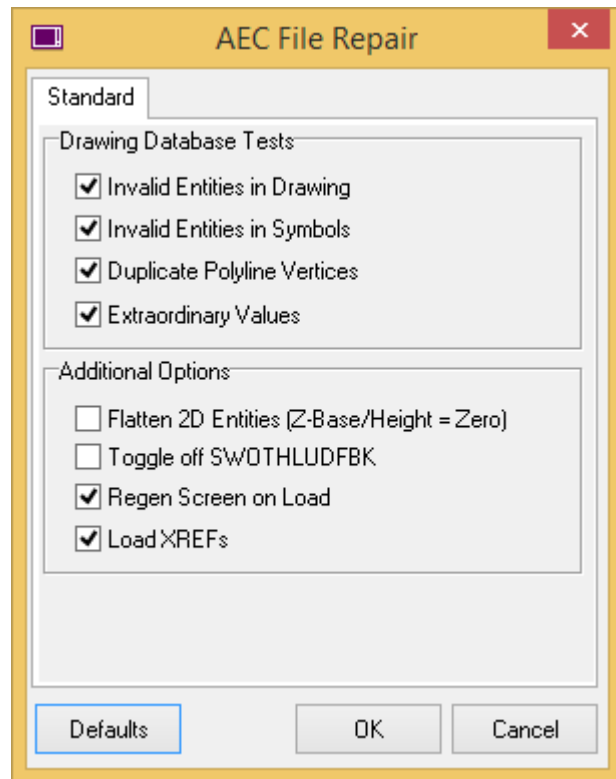 AEC File Repair
Standard
Drawing Database Tests
Invalid Entities in Drawing
Invalid Entities in Symbols
Duplicate Polyline Vertices
Extraordinary Values
Additional Options
Flatten 2D Entities (Z-Base/Height = Zero)
Toggle off SWOTHLUDFBK
Regen Screen on Load
Load XREFs
Defaults OK Cancel